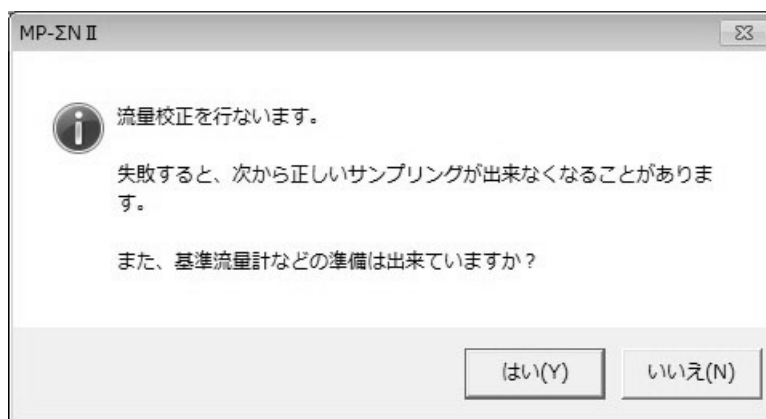 MP-ΣNⅡ
流量校正を行ないます。
失敗すると、次から正しいサンプリングが出来なくなることがありま
す。
また、基準流量計などの準備は出来ていますか？
はい(Y)
いいえ(N)